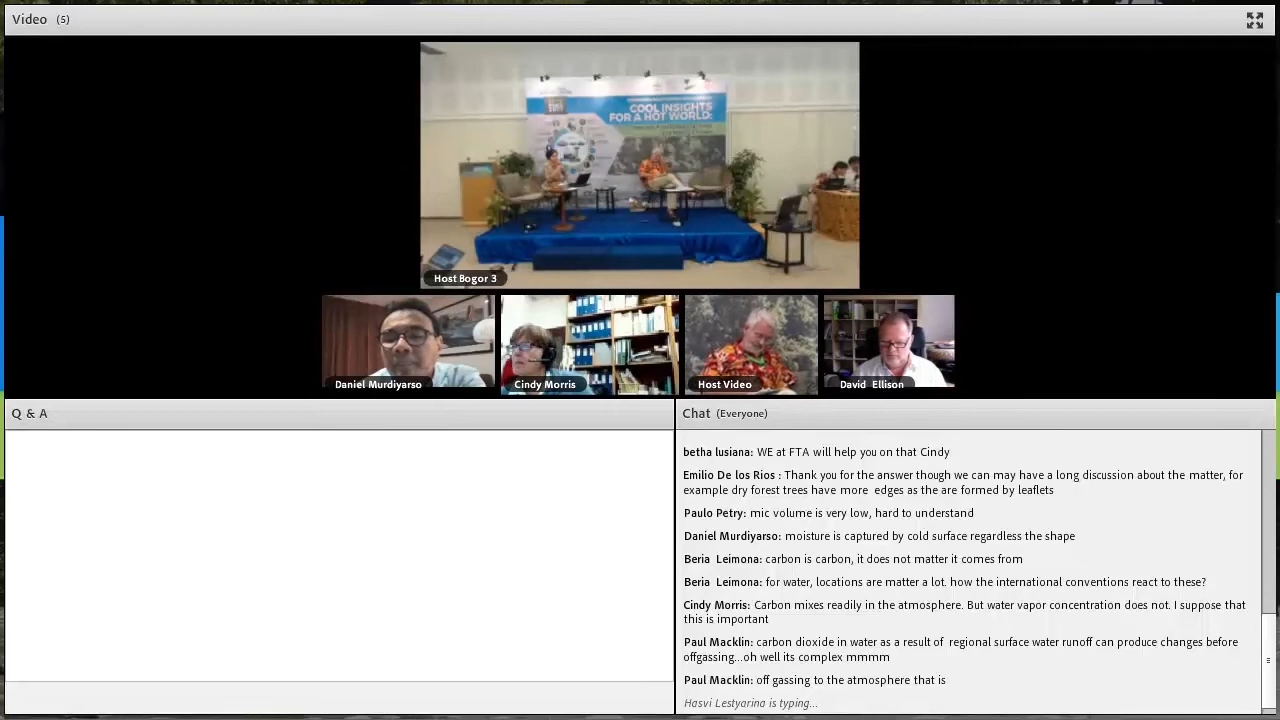 Video (5)
COOL INSIGHTS
FOR A HOT WORLD:
Host Bogor 3
Daniel Murdiyarso
Cindy Morris
Host Video
David Ellison
Q & A
Chat (Everyone)
betha lusiana: WE at FTA will help you on that Cindy
Emilio De los Rios : Thank you for the answer though we can may have a long discussion about the matter, for
example dry forest trees have more edges as the are formed by leaflets
Paulo Petry: mic volume is very low, hard to understand
Daniel Murdiyarso: moisture is captured by cold surface regardless the shape
Beria Leimona: carbon is carbon, it does not matter it comes from
Beria Leimona: for water, locations are matter a lot. how the international conventions react to these?
Cindy Morris: Carbon mixes readily in the atmosphere. But water vapor concentration does not. I suppose that
this is important
Paul Macklin: carbon dioxide in water as a result of regional surface water runoff can produce changes before
offgassing...oh well its complex mmmm
Paul Macklin: off gassing to the atmosphere that is
Hasvi Lestyarina is typing...